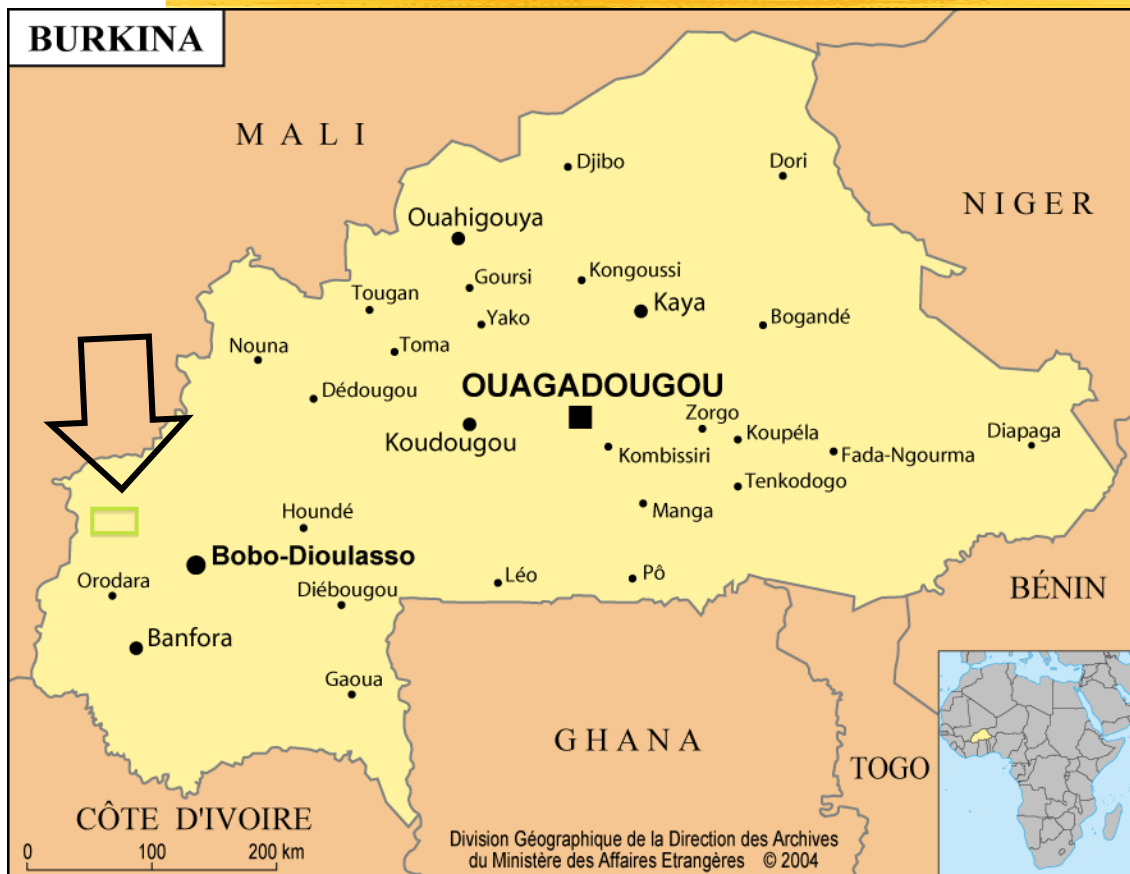 BURKINA
MALI
NIGER
Djibo
Dori
Ouahigouya
Goursi
Kongoussi
Tougan
Kaya
Yako
Bogandé
Nouna
Toma
Dédougou
OUAGADOUGOU
Zorgo
Koudougou
Koupéla
Diapaga
Kombissiri
Fada-Ngourma
Tenkodogo
Manga
Houndé
Bobo-Dioulasso
Orodara
Diébougou
Léo
Pô
BÉNIN
Banfora
Gaoua
GHANA
TOGO
CÔTE D'IVOIRE
0 100 200 km
Division Géographique de la Direction des Archives
du Ministère des Affaires Etrangères © 2004